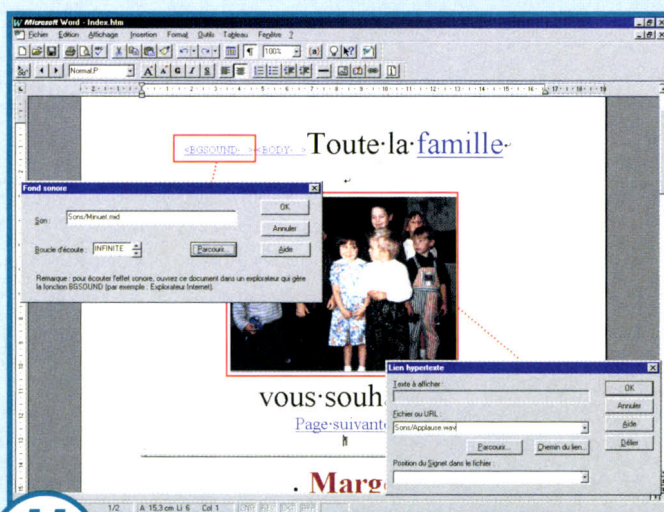 Microsoft Word - Index.htm
Fichier Edition Affichage Insertion Format Outils Tableau Fenêtre ?
100%
Normal,P
A A G I S
<BGSOUND <BODY Toute·la·famille
Fond sonore
Son : Sons/Minuet.mid
OK
Annuler
Boucle d'écoute : INFINITE Parcourir... Aide
Remarque : pour écouter l'effet sonore, ouvrez ce document dans un explorateur qui gère
la fonction BGSOUND (par exemple : Explorateur Internet).
Lien hypertexte
Texte à afficher :
OK
Annuler
Fichier ou URL :
Sons/Applause.wav
Aide
Parcourir... Chemin du lien... Délier
Position du Signet dans le fichier :
vous·souh
Page·suivant
Marg
1/2 A 15,3 cm Li 6 Col 1